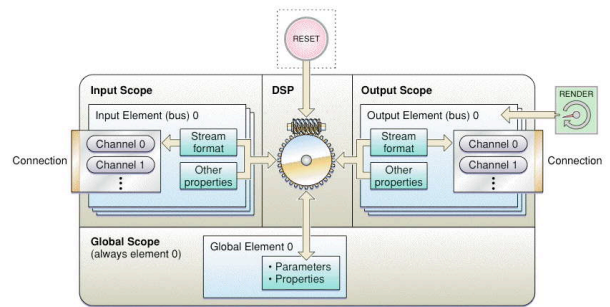 RESET
Input Scope
DSP
Output Scope
RENDER
Input Element (bus) 0
Output Element (bus) 0
Connection
Channel 0
Channel 1
Stream
format
Other
properties
Stream
format
Other
properties
Channel 0
Channel 1
Connection
Global Scope
(always element 0)
Global Element 0
• Parameters
• Properties